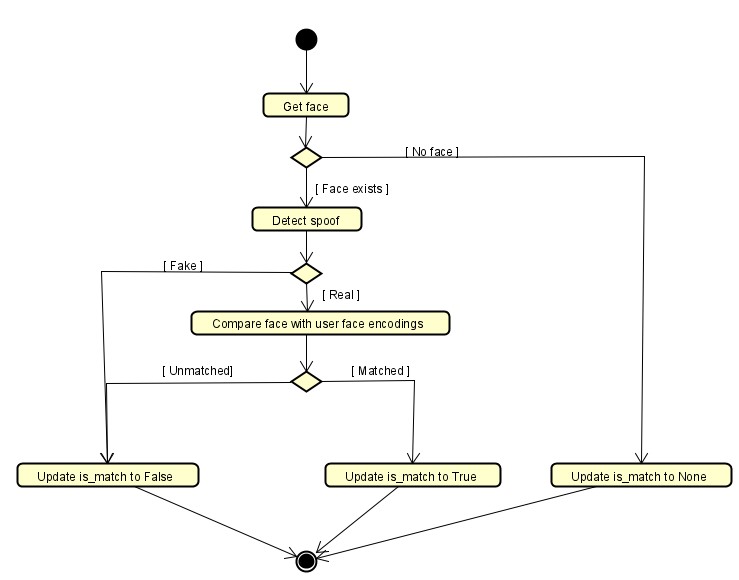 Get face
[ No face ]
[ Face exists ]
Detect spoof
[ Fake ]
[ Real ]
Compare face with user face encodings
[ Unmatched]
[ Matched ]
Update is_match to False
Update is_match to True
Update is_match to None